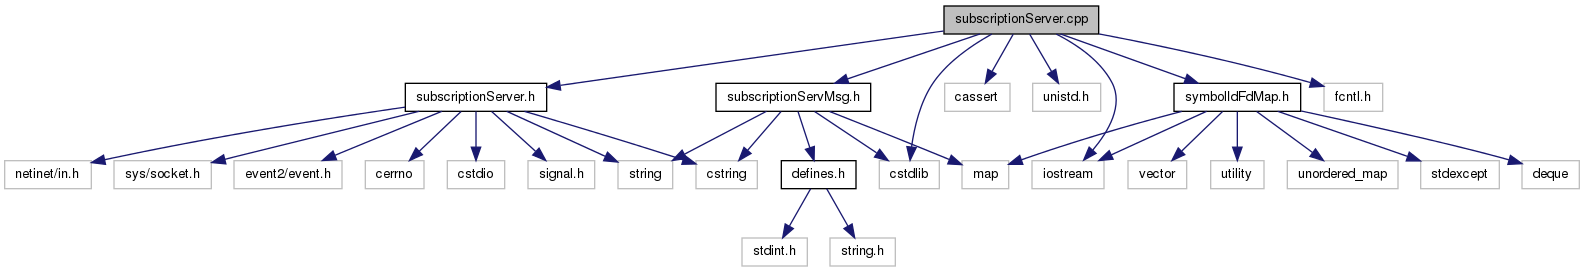 subscriptionServer.cpp
subscriptionServer.h
subscriptionServMsg.h
cassert
unistd.h
symbolIdFdMap.h
fcntl.h
netinet/in.h
sys/socket.h
event2/event.h
cerrno
cstdio
signal.h
string
cstring
defines.h
cstdlib
map
iostream
vector
utility
unordered_map
stdexcept
deque
stdint.h
string.h